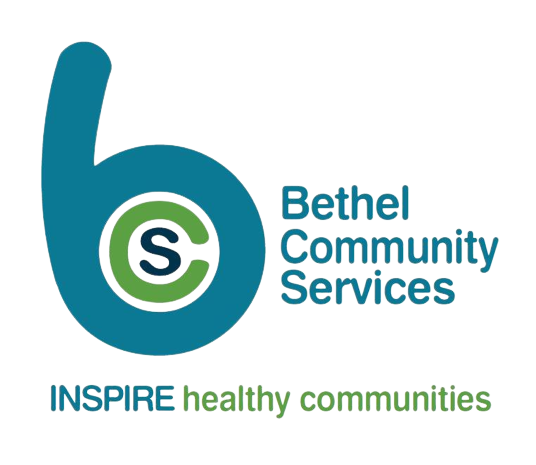 b
C
S
Bethel
Community
Services
INSPIRE healthy communities